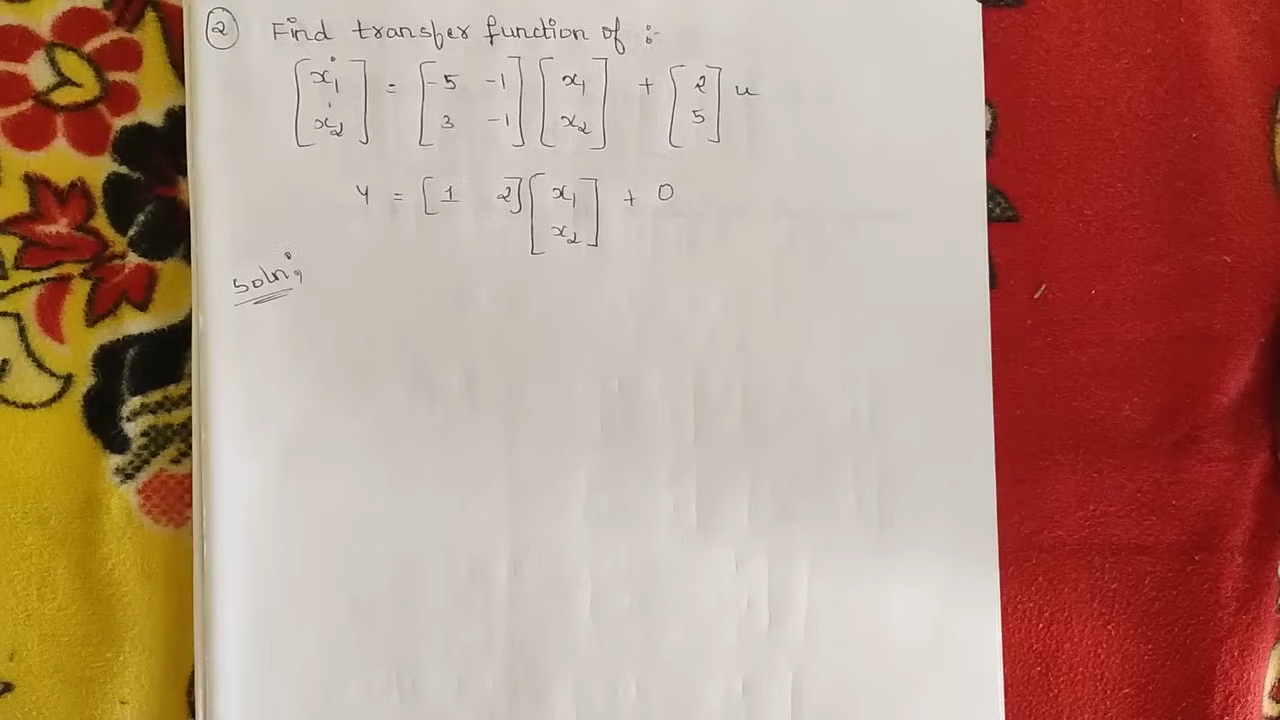 ② Find transfer function of :-
[ẋ1 ẋ2] = [-5 -1 3 -1] [x1 x2] + [2 5] u
y = [1 2] [x1 x2] + 0
Soln: